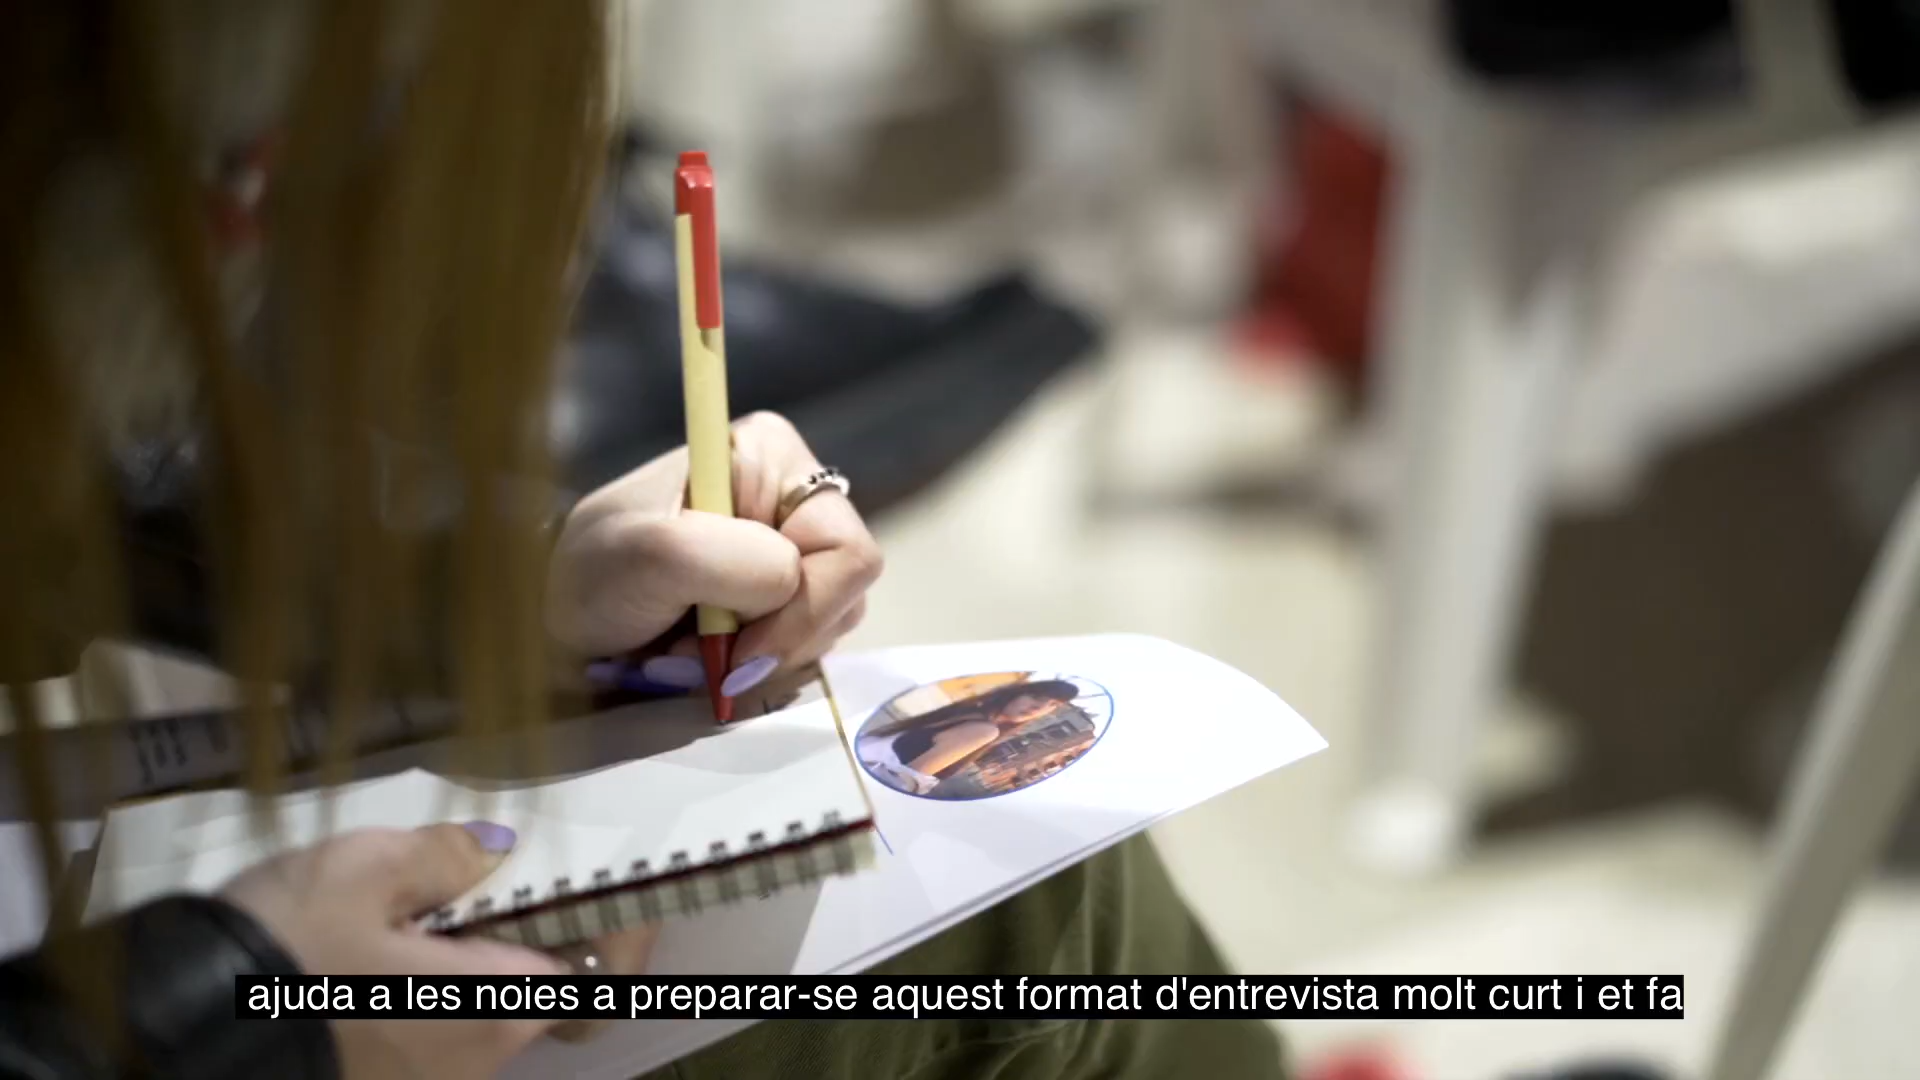 ajuda a les noies a preparar-se aquest format d'entrevista molt curt i et fa